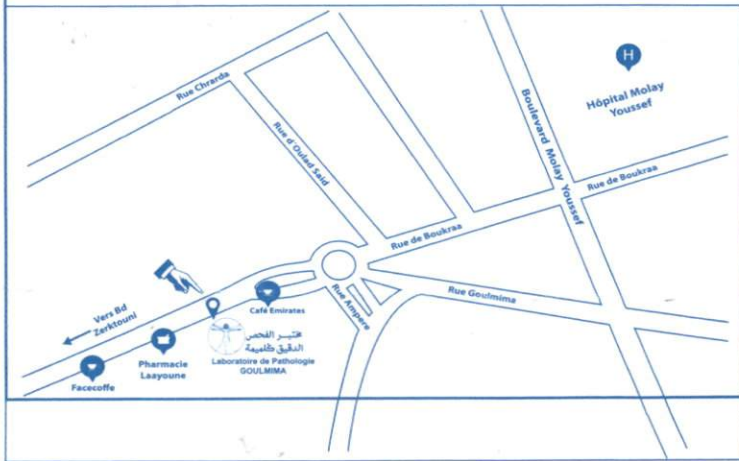 Rue Chrarda
Rue d'Oulad Said
Boulevard Molay Youssef
H
Hôpital Molay
Youssef
Rue de Boukraa
Rue de Boukraa
Rue Goulmima
Rue Ampere
Vers Bd
Zerktouni
Café Emirates
مختبر الفحص
الدقيق كلميمة
Laboratoire de Pathologie
GOULMIMA
Pharmacie
Laayoune
Facecoffe